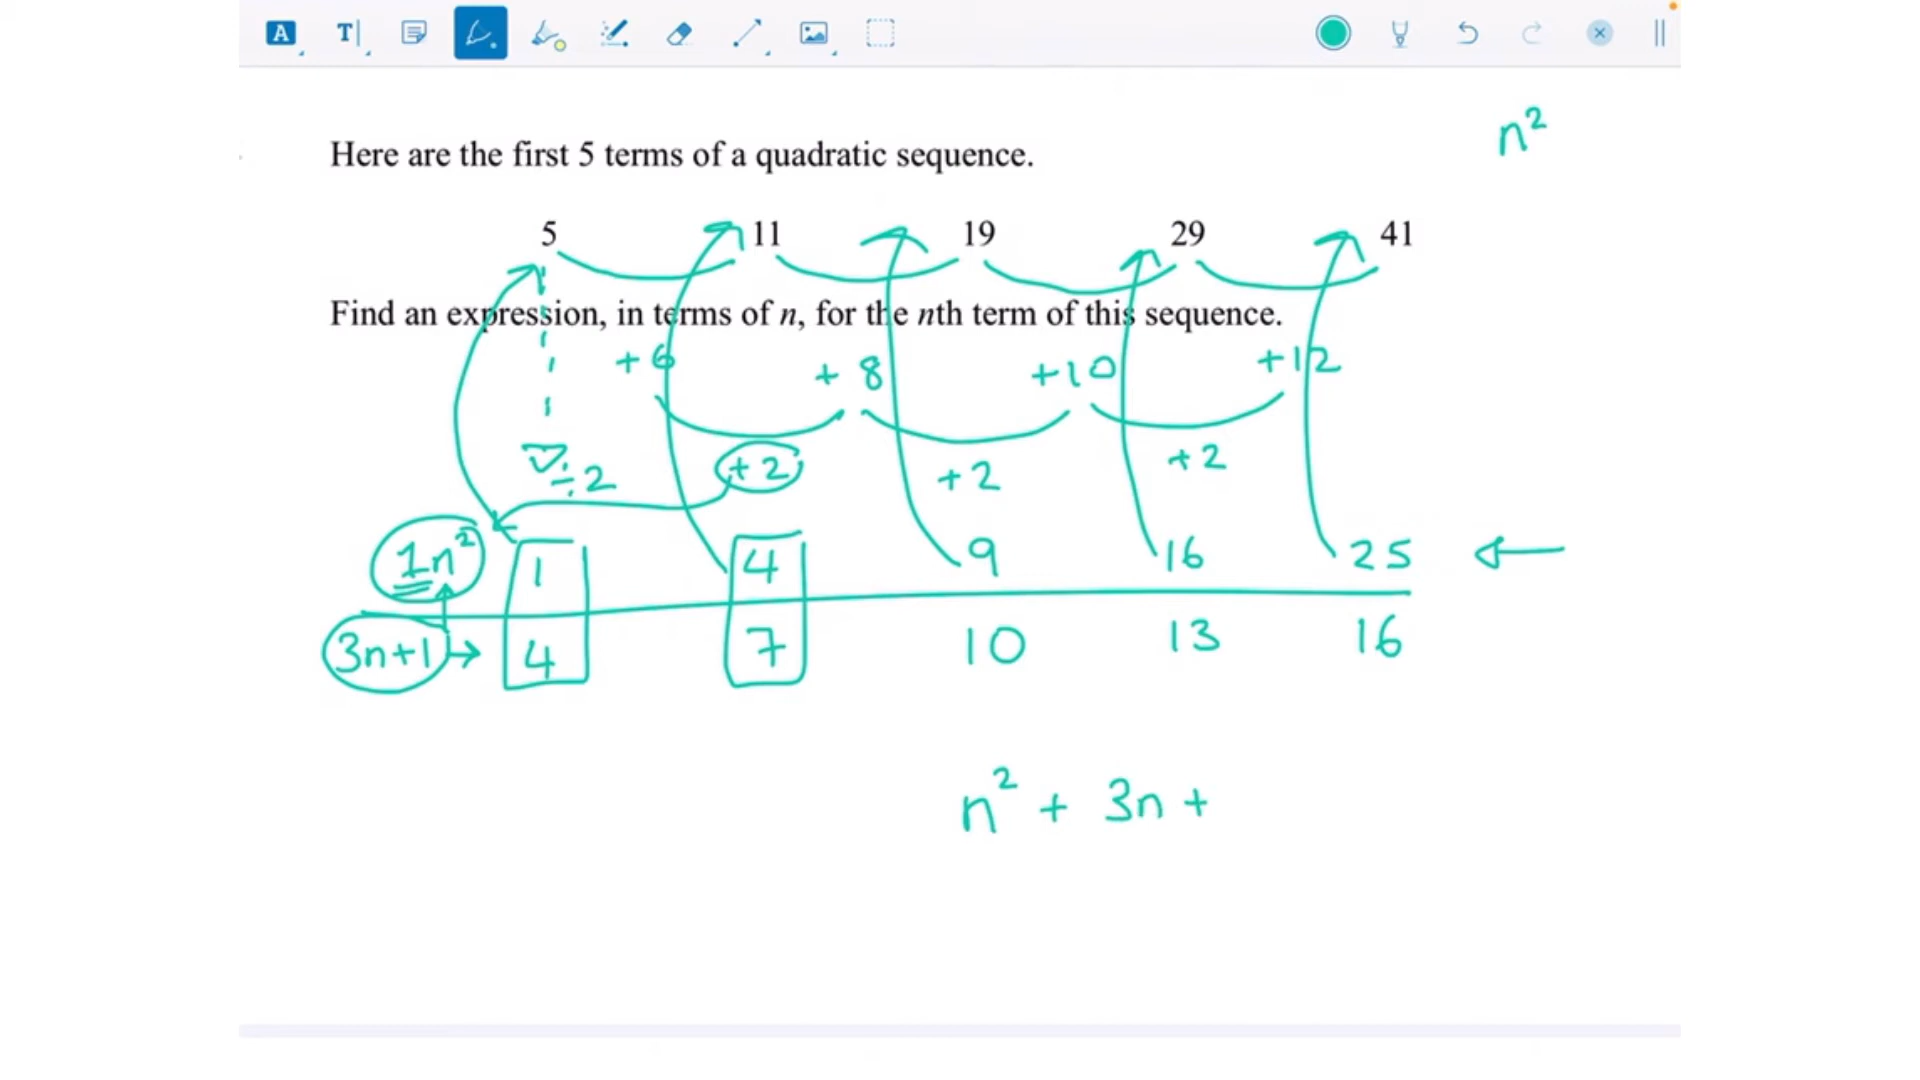 A T|
n²
Here are the first 5 terms of a quadratic sequence.
5 11 19 29 41
Find an expression, in terms of n, for the nth term of this sequence.
+6 +8 +10 +12
÷2 +2 +2 +2
1n² 1 4 9 16 25
3n+1 → 4 7 10 13 16
n² + 3n +